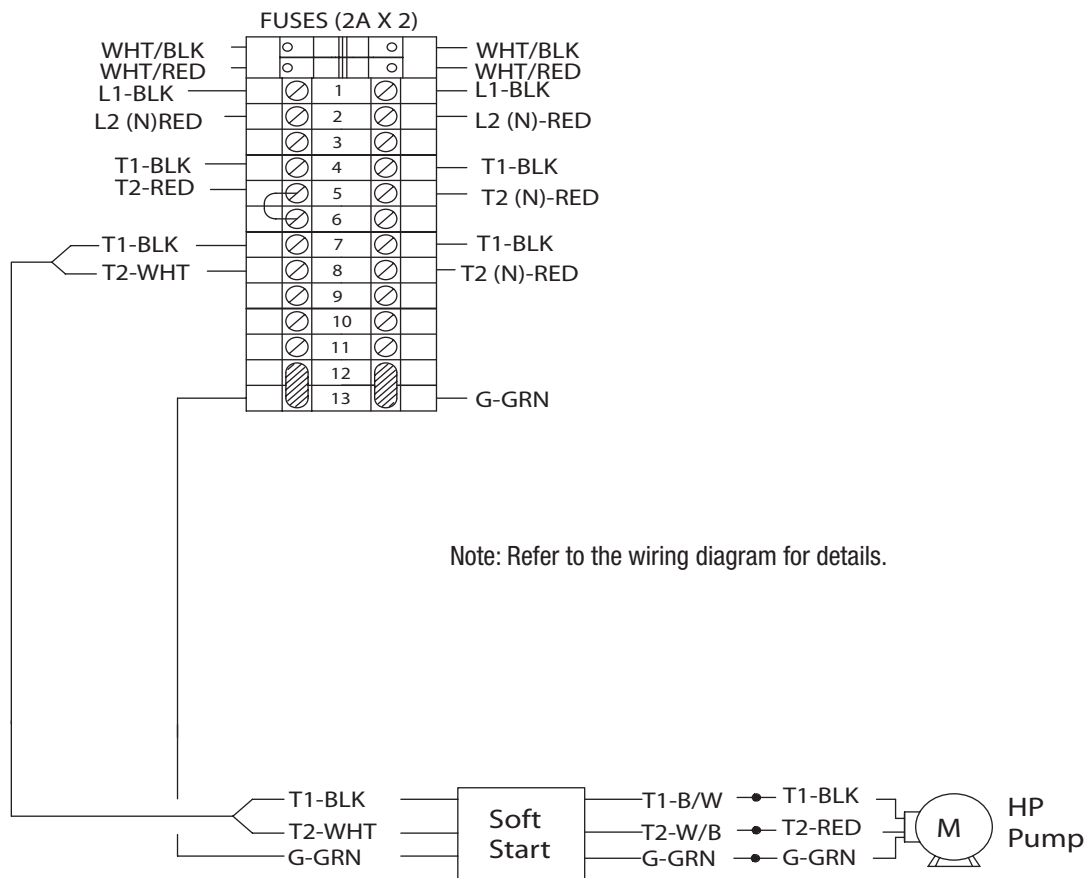 FUSES (2A X 2)
WHT/BLK WHT/BLK
WHT/RED WHT/RED
L1-BLK 1 L1-BLK
L2 (N)RED 2 L2 (N)-RED
3
T1-BLK 4 T1-BLK
T2-RED 5 T2 (N)-RED
6
T1-BLK 7 T1-BLK
T2-WHT 8 T2 (N)-RED
9
10
11
12
13 G-GRN
Note: Refer to the wiring diagram for details.
T1-BLK T1-B/W T1-BLK
T2-WHT T2-W/B T2-RED
G-GRN G-GRN G-GRN
Soft
Start
M
HP
Pump